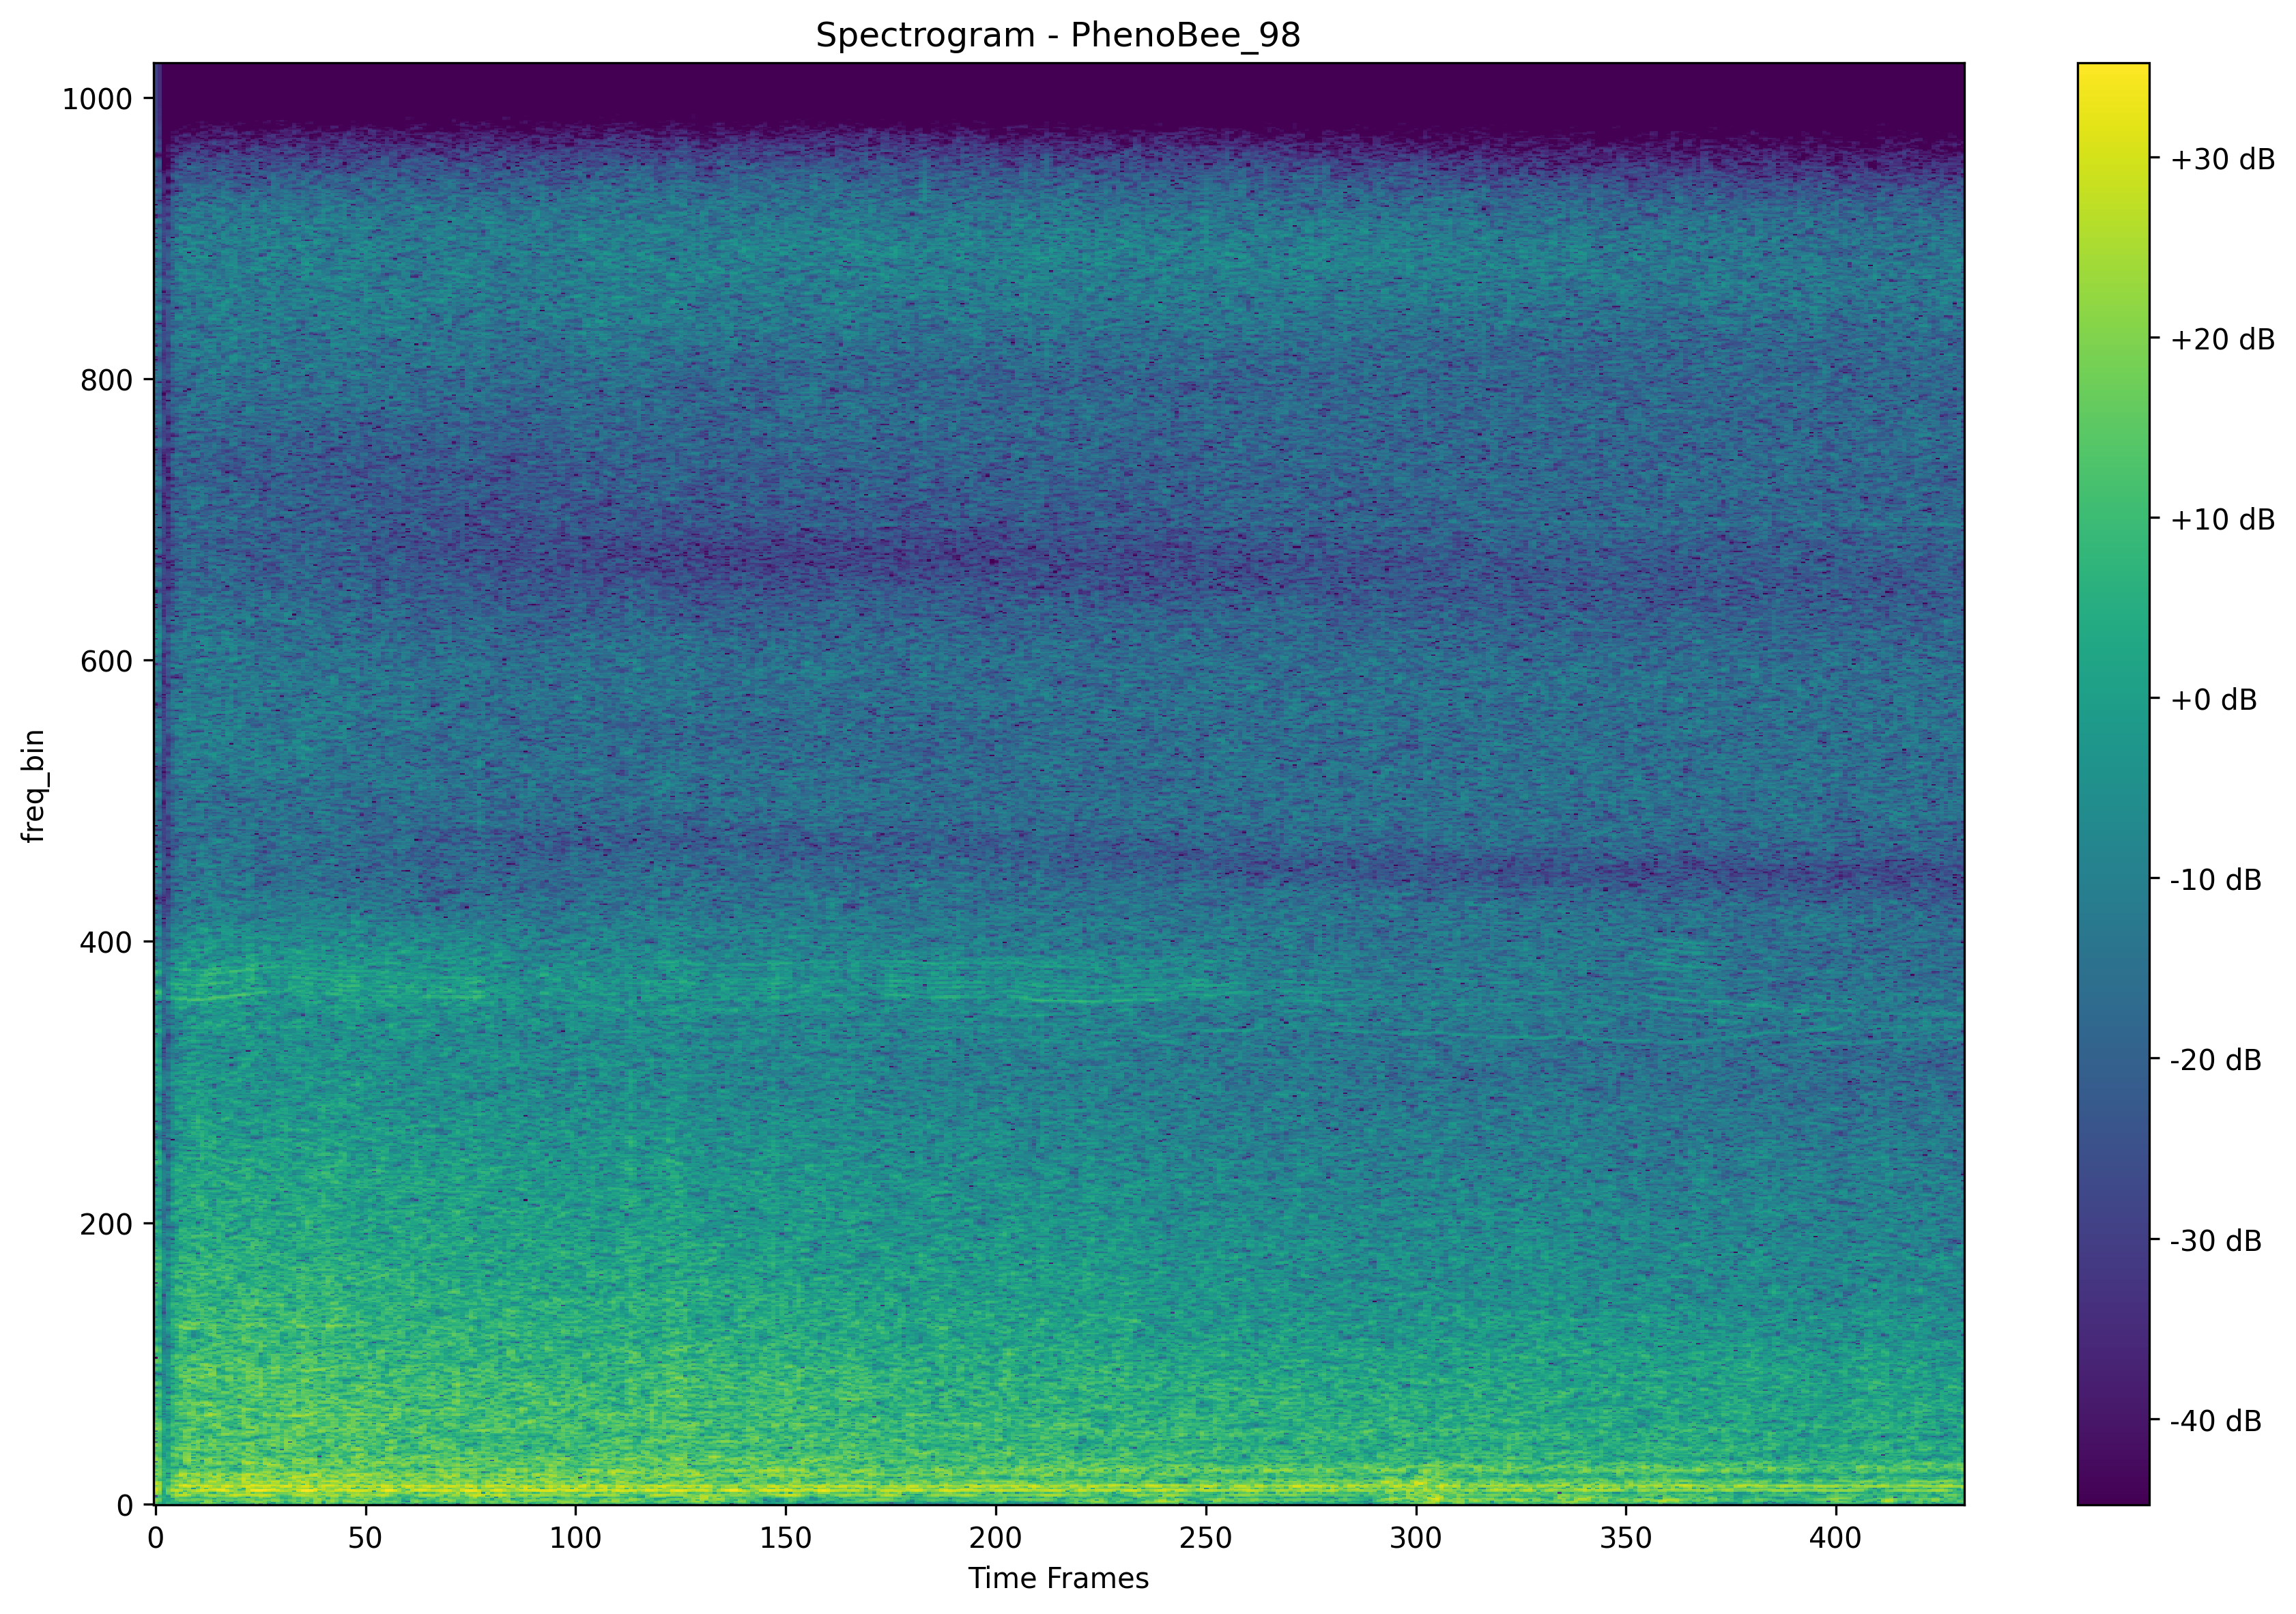 Spectrogram - PhenoBee_98
1000
800
600
400
200
0
freq_bin
0 50 100 150 200 250 300 350 400
Time Frames
+30 dB
+20 dB
+10 dB
+0 dB
-10 dB
-20 dB
-30 dB
-40 dB